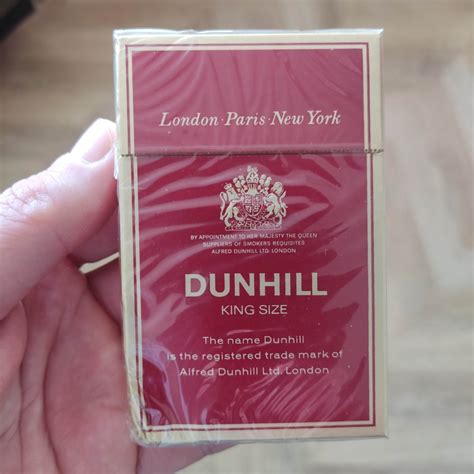 London·Paris·New York
BY APPOINTMENT TO HER MAJESTY THE QUEEN
SUPPLIERS OF SMOKERS REQUISITES
ALFRED DUNHILL LTD. LONDON
DUNHILL
KING SIZE
The name Dunhill
is the registered trade mark of
Alfred Dunhill Ltd. London